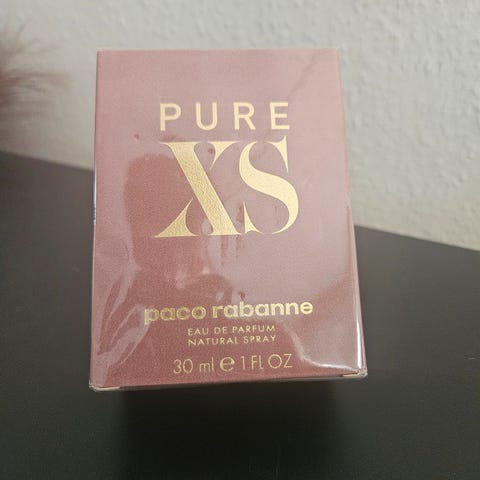 PURE
XS
paco rabanne
EAU DE PARFUM
NATURAL SPRAY
30 ml ℮ 1 FL OZ